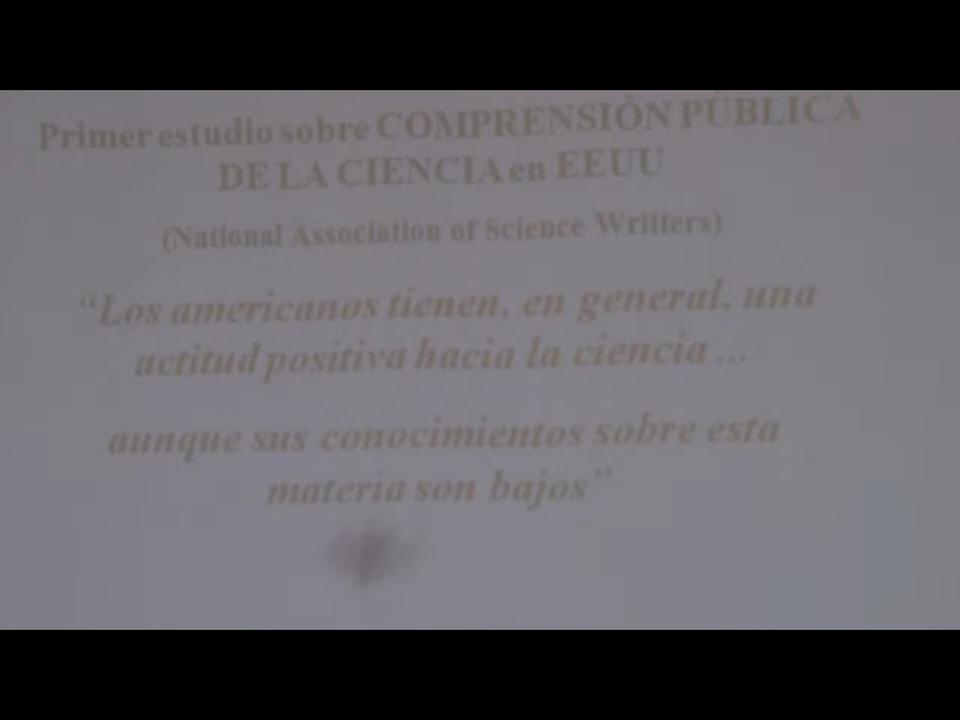 Primer estudio sobre COMPRENSIÓN PÚBLICA
DE LA CIENCIA en EEUU
(National Association of Science Writters)
“Los americanos tienen, en general, una
actitud positiva hacia la ciencia ...
aunque sus conocimientos sobre esta
materia son bajos”